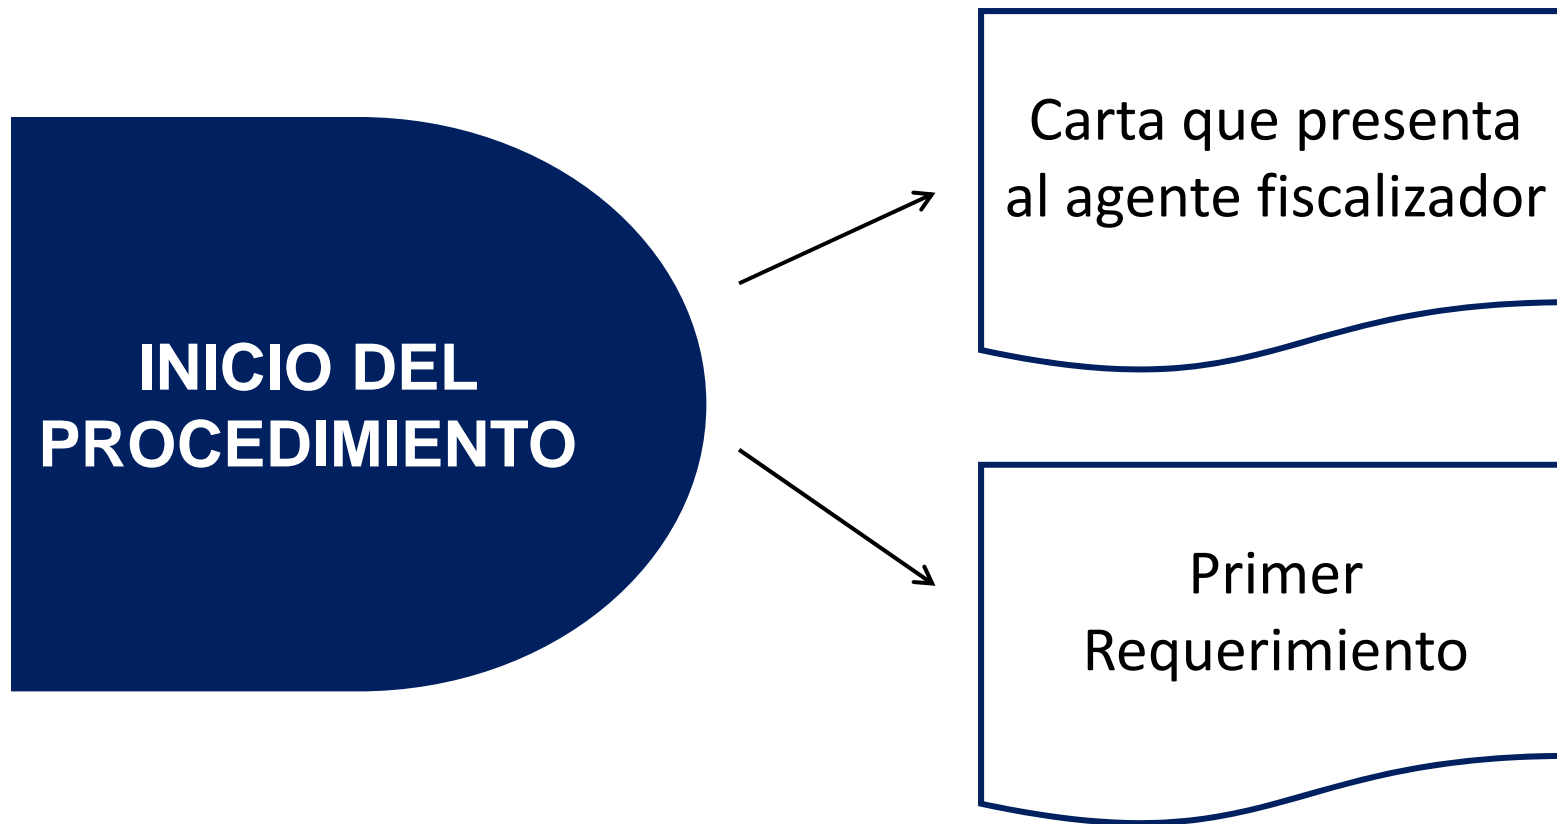 INICIO DEL
PROCEDIMIENTO
Carta que presenta
al agente fiscalizador
Primer
Requerimiento